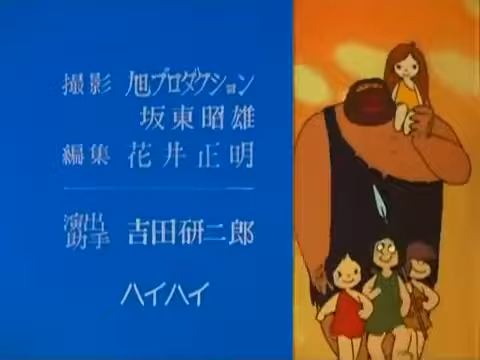 撮影 旭プロダクション
坂東昭雄
編集 花井正明
演出助手 吉田研二郎
ハイハイ